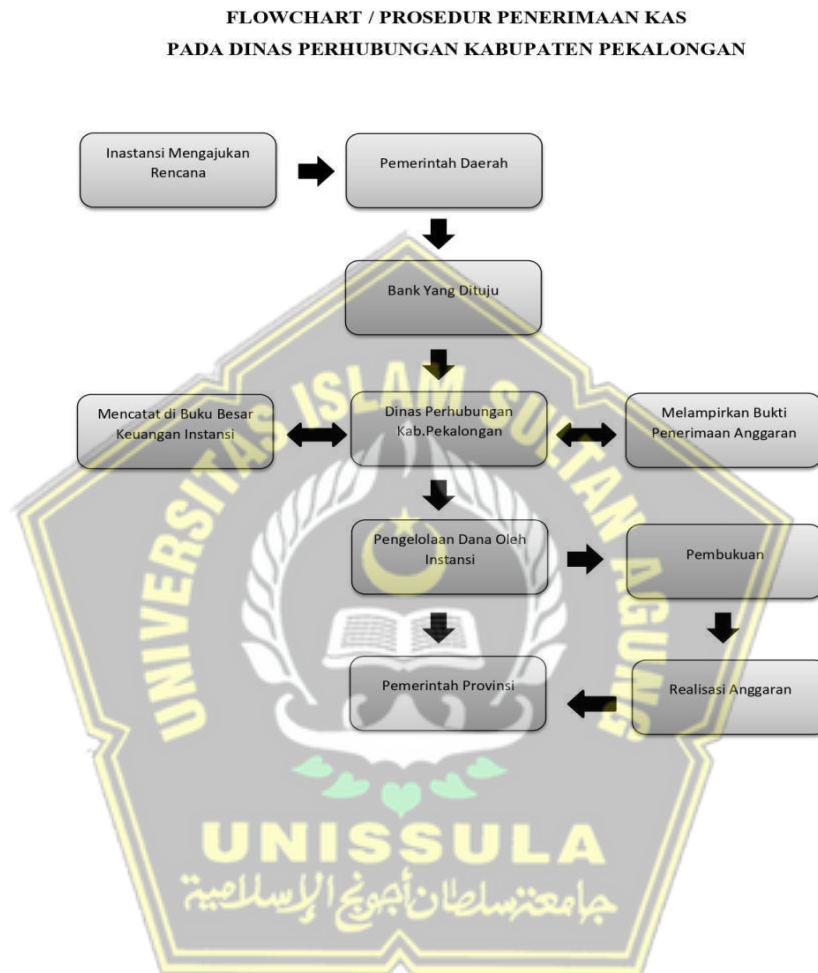 FLOWCHART / PROSEDUR PENERIMAAN KAS
PADA DINAS PERHUBUNGAN KABUPATEN PEKALONGAN
Inastansi Mengajukan
Rencana
Pemerintah Daerah
Bank Yang Dituju
Mencatat di Buku Besar
Keuangan Instansi
Dinas Perhubungan
Kab.Pekalongan
Melampirkan Bukti
Penerimaan Anggaran
Pengelolaan Dana Oleh
Instansi
Pembukuan
Pemerintah Provinsi
Realisasi Anggaran
UNIVERSITAS ISLAM SULTAN AGUNG
UNISSULA
جامعة سلطان أجونج الإسلامية